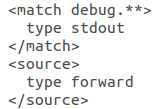 <match debug.**>
  type stdout
</match>
<source>
  type forward
</source>